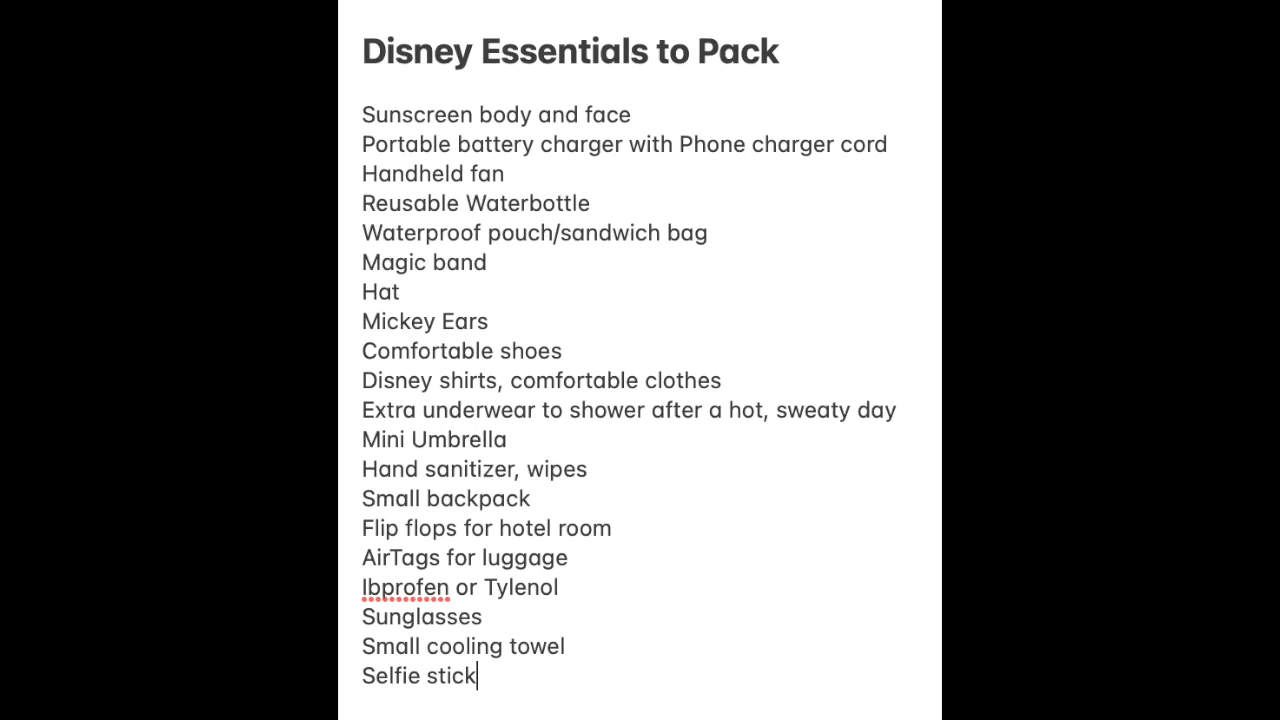 Disney Essentials to Pack
Sunscreen body and face
Portable battery charger with Phone charger cord
Handheld fan
Reusable Waterbottle
Waterproof pouch/sandwich bag
Magic band
Hat
Mickey Ears
Comfortable shoes
Disney shirts, comfortable clothes
Extra underwear to shower after a hot, sweaty day
Mini Umbrella
Hand sanitizer, wipes
Small backpack
Flip flops for hotel room
AirTags for luggage
Ibprofen or Tylenol
Sunglasses
Small cooling towel
Selfie stick